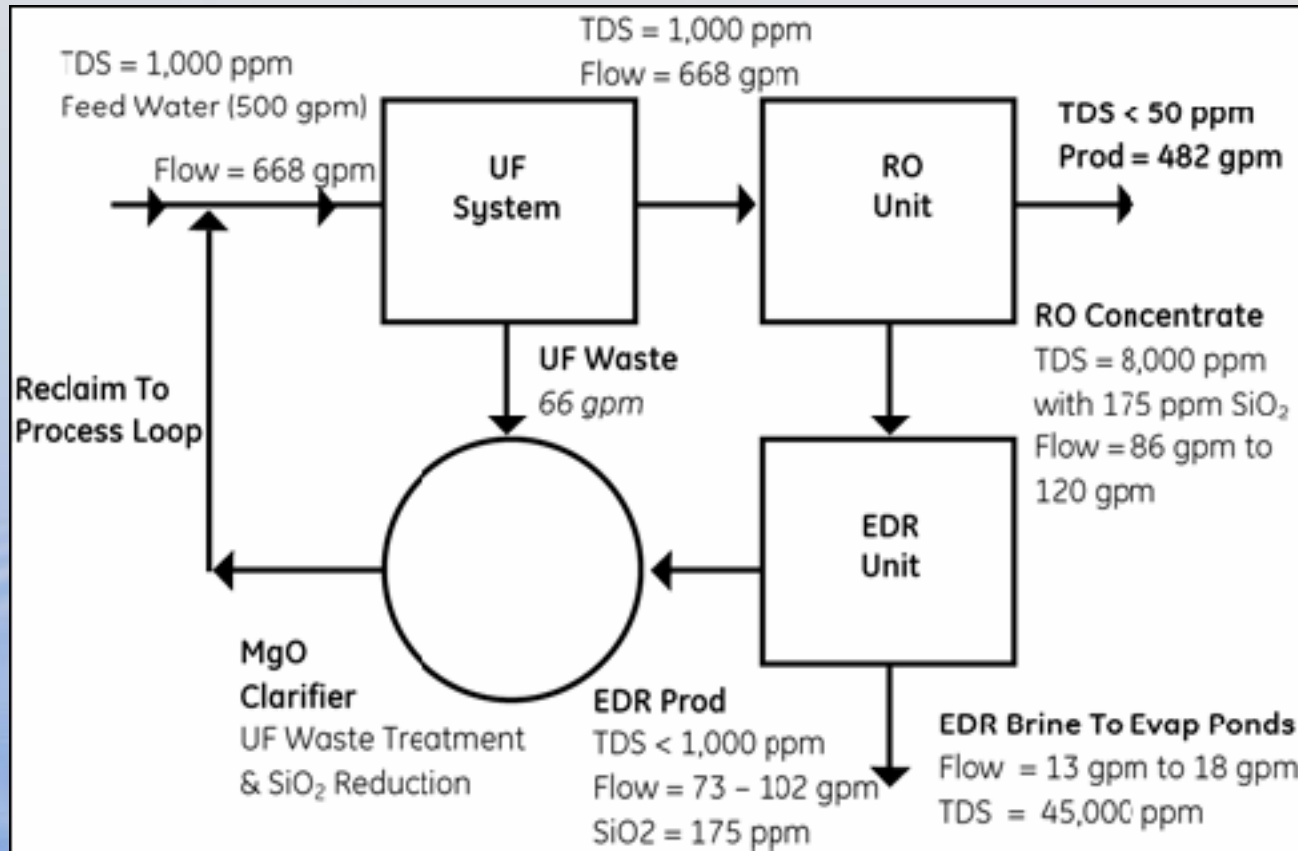 TDS = 1,000 ppm
Feed Water (500 gpm)
Flow = 668 gpm
TDS = 1,000 ppm
Flow = 668 gpm
UF
System
RO
Unit
TDS < 50 ppm
Prod = 482 gpm
UF Waste
66 gpm
RO Concentrate
TDS = 8,000 ppm
with 175 ppm SiO₂
Flow = 86 gpm to
120 gpm
Reclaim To
Process Loop
EDR
Unit
MgO
Clarifier
UF Waste Treatment
& SiO₂ Reduction
EDR Prod
TDS < 1,000 ppm
Flow = 73 – 102 gpm
SiO2 = 175 ppm
EDR Brine To Evap Ponds
Flow = 13 gpm to 18 gpm
TDS = 45,000 ppm